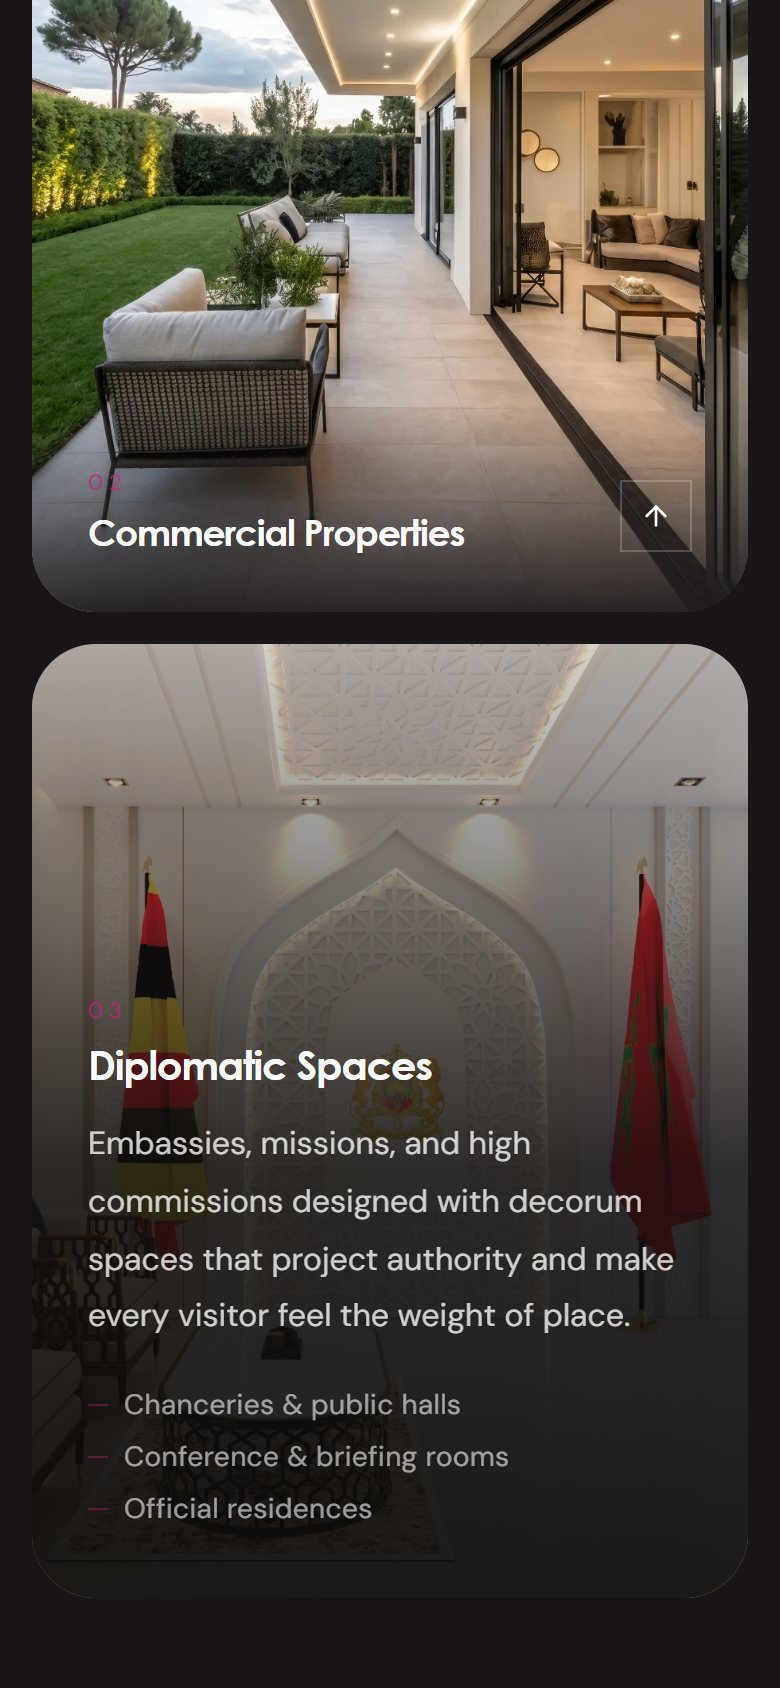 02
Commercial Properties
03
Diplomatic Spaces
Embassies, missions, and high
commissions designed with decorum
spaces that project authority and make
every visitor feel the weight of place.
— Chanceries & public halls
— Conference & briefing rooms
— Official residences